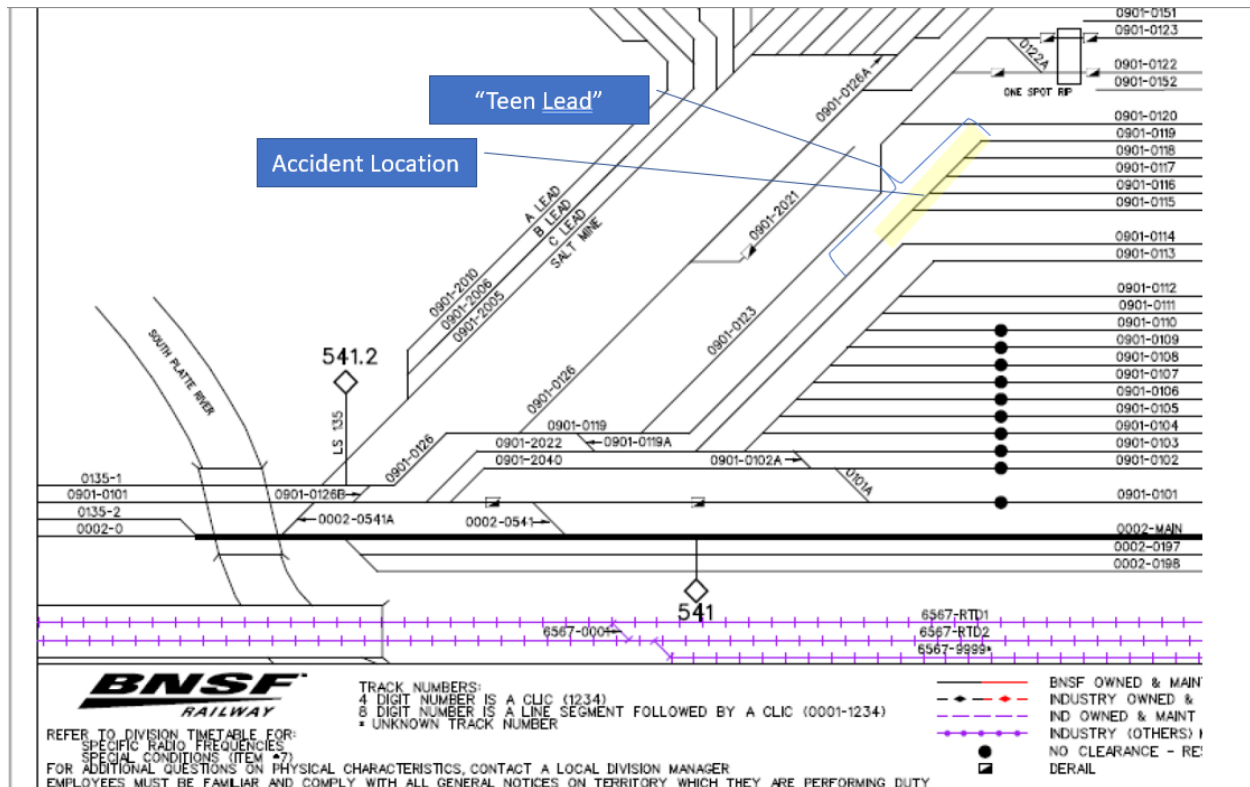 0901-0151
0901-0123
0122A
0901-0122
0901-0152
ONE SPOT RIP
"Teen Lead"
0901-0126A
0901-0120
0901-0119
Accident Location
0901-0118
0901-0117
0901-0116
0901-0115
A LEAD
B LEAD
C LEAD
SALT MINE
0901-2021
0901-0114
0901-0113
0901-2010
0901-2006
0901-2005
0901-0112
0901-0111
0901-0123
0901-0110
SOUTH PLATTE RIVER
541.2
0901-0109
0901-0108
0901-0107
0901-0126
0901-0106
0901-0105
LS 135
0901-0119
0901-0104
0901-0126
0901-2022
0901-0119A
0901-0103
0901-2040
0901-0102A
0901-0102
0135-1
0101A
0901-0101
0901-0126B
0901-0101
0135-2
0002-0541A
0002-0541
0002-0
0002-MAIN
0002-0197
0002-0198
541
6567-RTD1
6567-0001
6567-RTD2
6567-9999*
BNSF
RAILWAY
TRACK NUMBERS:
4 DIGIT NUMBER IS A CLIC (1234)
8 DIGIT NUMBER IS A LINE SEGMENT FOLLOWED BY A CLIC (0001-1234)
* UNKNOWN TRACK NUMBER
BNSF OWNED & MAIN
INDUSTRY OWNED &
IND OWNED & MAINT
INDUSTRY (OTHERS)
NO CLEARANCE - RES
DERAIL
REFER TO DIVISION TIMETABLE FOR:
SPECIFIC RADIO FREQUENCIES
SPECIAL CONDITIONS (ITEM *7)
FOR ADDITIONAL QUESTIONS ON PHYSICAL CHARACTERISTICS, CONTACT A LOCAL DIVISION MANAGER
EMPLOYEES MUST BE FAMILIAR AND COMPLY WITH ALL GENERAL NOTICES ON TERRITORY WHICH THEY ARE PERFORMING DUTY